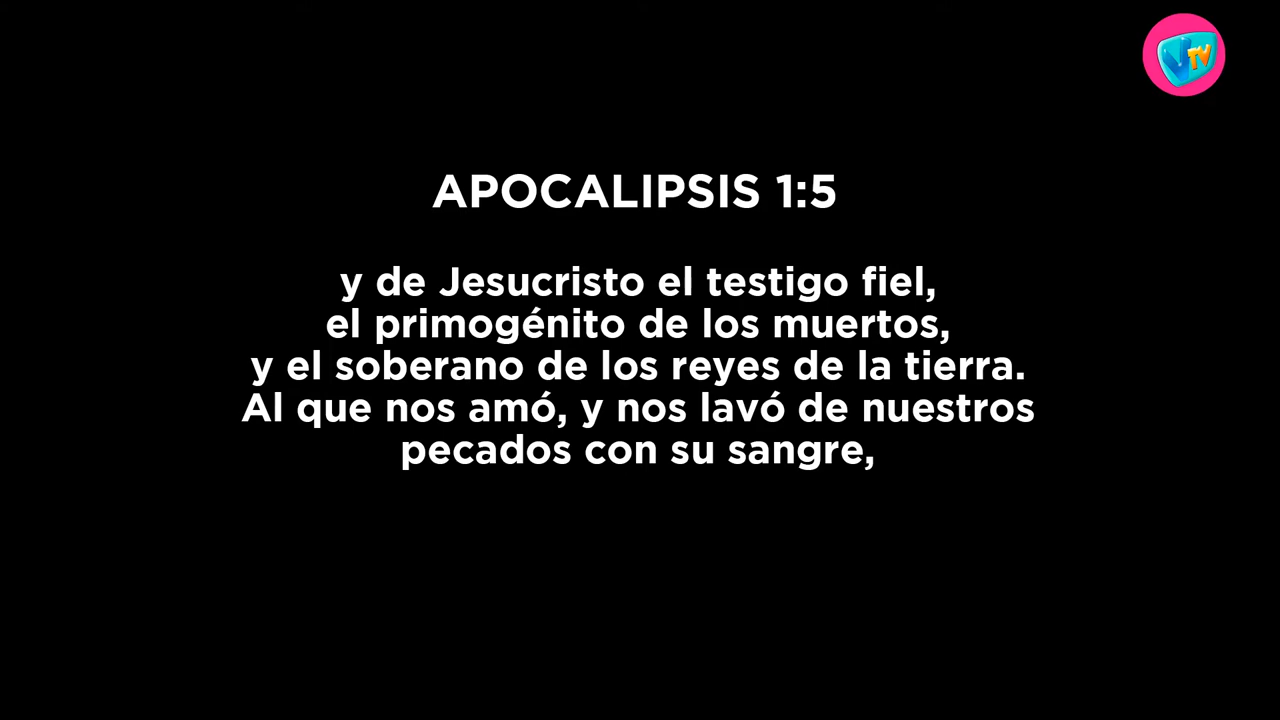 VTV
APOCALIPSIS 1:5
y de Jesucristo el testigo fiel,
el primogénito de los muertos,
y el soberano de los reyes de la tierra.
Al que nos amó, y nos lavó de nuestros
pecados con su sangre,